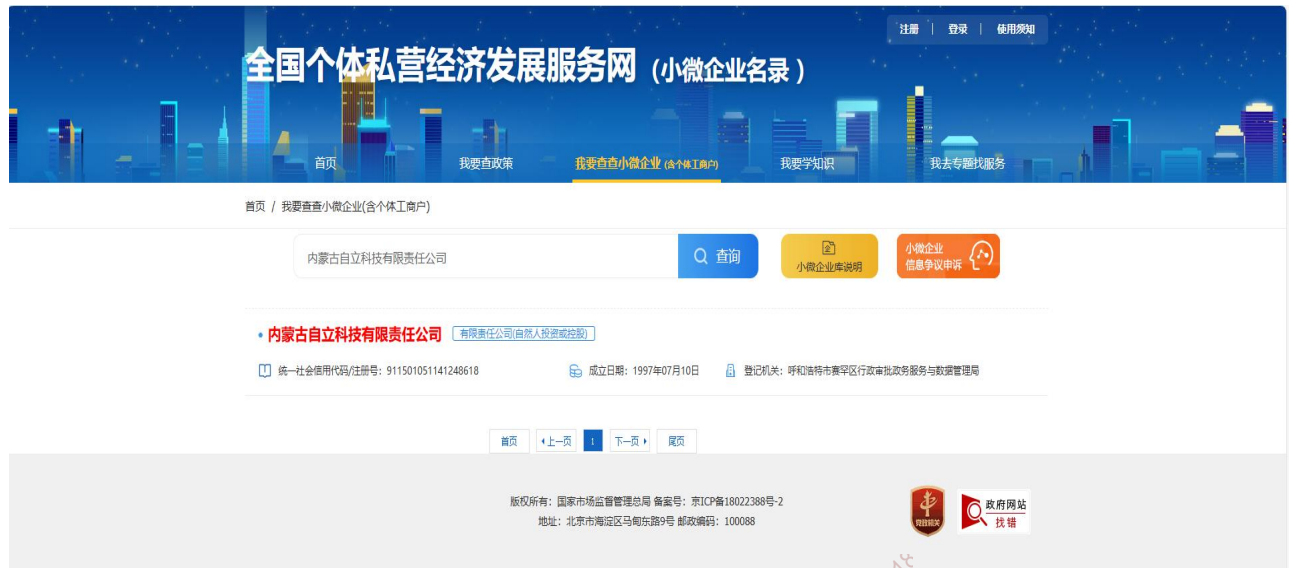 注册 | 登录 | 使用须知
全国个体私营经济发展服务网 (小微企业名录)
首页 我要查政策 我要查查小微企业 (含个体工商户) 我要学知识 我去专题找服务
首页 / 我要查查小微企业(含个体工商户)
内蒙古自立科技有限责任公司 查询
小微企业库说明
小微企业
信息争议申诉
内蒙古自立科技有限责任公司 有限责任公司(自然人投资或控股)
统一社会信用代码/注册号：911501051141248618 成立日期：1997年07月10日 登记机关：呼和浩特市赛罕区行政审批政务服务与数据管理局
首页 上一页 1 下一页 尾页
版权所有：国家市场监督管理总局 备案号：京ICP备18022388号-2
地址：北京市海淀区马甸东路9号 邮政编码：100088
党政机关
政府网站
找错